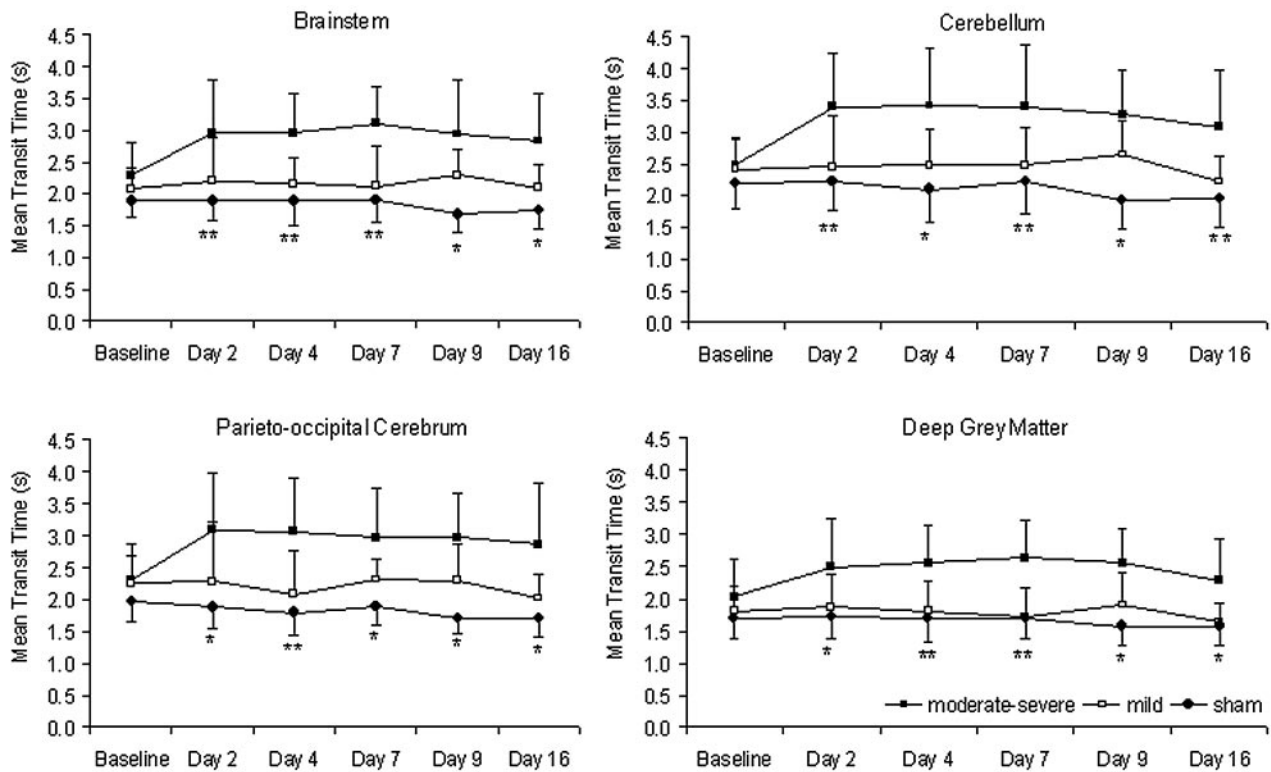 Brainstem
Mean Transit Time (s)
4.5
4.0
3.5
3.0
2.5
2.0
1.5
1.0
0.5
0.0
** ** ** * *
Baseline Day 2 Day 4 Day 7 Day 9 Day 16
Cerebellum
Mean Transit Time (s)
4.5
4.0
3.5
3.0
2.5
2.0
1.5
1.0
0.5
0.0
** * ** * **
Baseline Day 2 Day 4 Day 7 Day 9 Day 16
Parieto-occipital Cerebrum
Mean Transit Time (s)
4.5
4.0
3.5
3.0
2.5
2.0
1.5
1.0
0.5
0.0
* ** * * *
Baseline Day 2 Day 4 Day 7 Day 9 Day 16
Deep Grey Matter
Mean Transit Time (s)
4.5
4.0
3.5
3.0
2.5
2.0
1.5
1.0
0.5
0.0
* ** ** * *
moderate-severe mild sham
Baseline Day 2 Day 4 Day 7 Day 9 Day 16